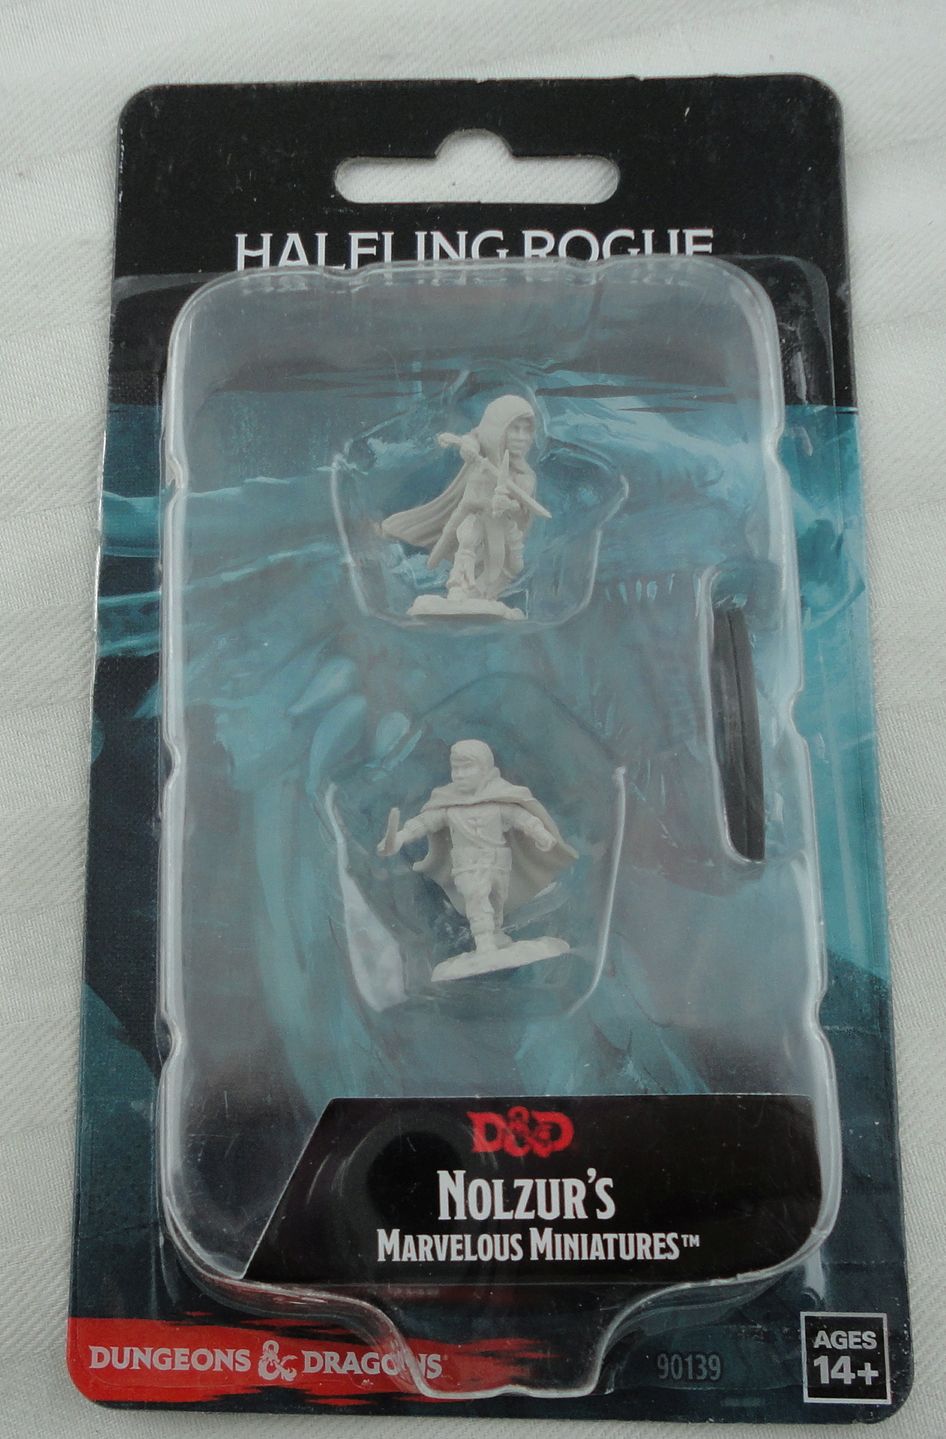 HALFLING ROGUE
D&D
NOLZUR'S
MARVELOUS MINIATURES™
DUNGEONS & DRAGONS
90139
AGES
14+